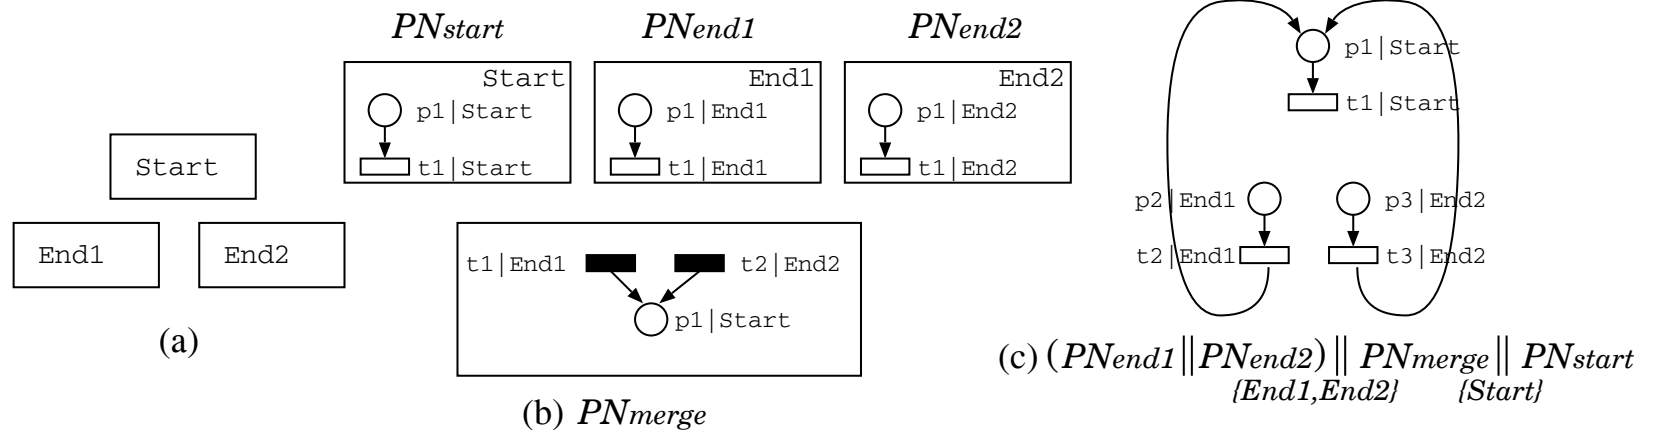 Start
End1
End2
(a)
PNstart
PNend1
PNend2
Start
p1|Start
t1|Start
End1
p1|End1
t1|End1
End2
p1|End2
t1|End2
t1|End1
t2|End2
p1|Start
(b) PNmerge
p1|Start
t1|Start
p2|End1
p3|End2
t2|End1
t3|End2
(c) (PNend1||PNend2) || PNmerge || PNstart
{End1,End2} {Start}